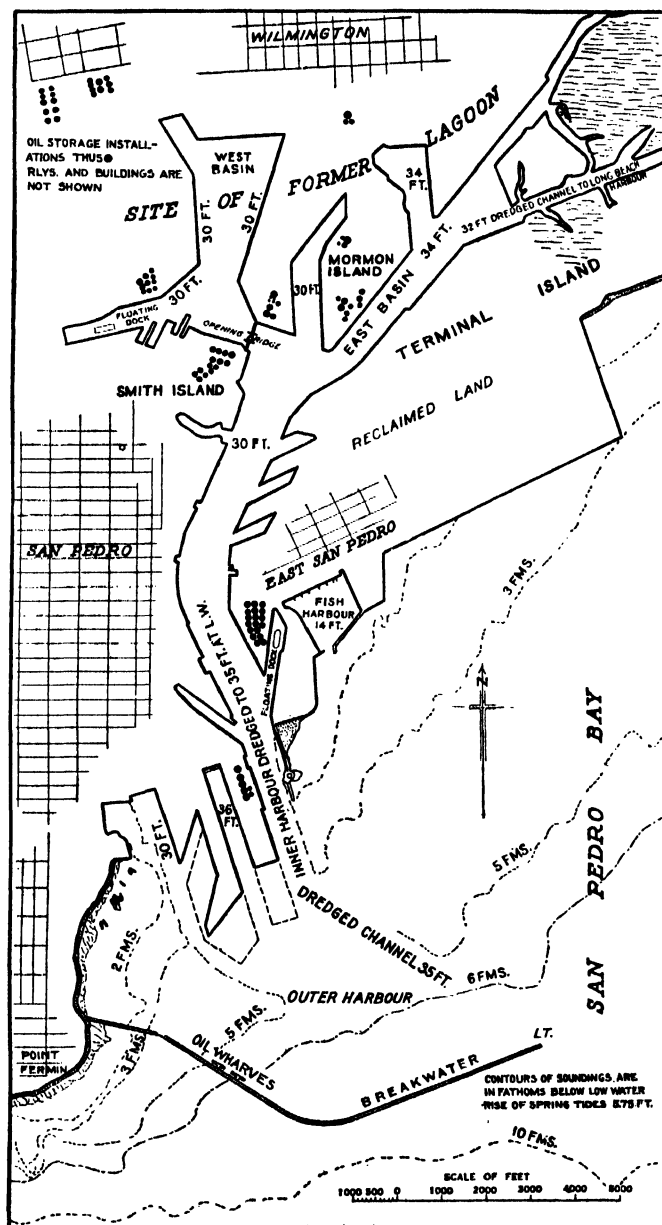 WILMINGTON
OIL STORAGE INSTALL-
ATIONS THUS
RLYS. AND BUILDINGS ARE
NOT SHOWN
WEST
BASIN
SITE OF FORMER LAGOON
30 FT.
30 FT.
34
FT.
32 FT DREDGED CHANNEL TO LONG BEACH
HARBOUR
34 FT.
MORMON
ISLAND
30 FT.
30 FT.
FLOATING
DOCK
OPENING BRIDGE
EAST BASIN
TERMINAL ISLAND
SMITH ISLAND
RECLAIMED LAND
30 FT.
SAN PEDRO
EAST SAN PEDRO
3 FMS.
FISH
HARBOUR
14 FT.
FLOATING DOCK
INNER HARBOUR DREDGED TO 35 FT. AT L.W.
N
SAN PEDRO BAY
36
FT.
30 FT.
5 FMS.
DREDGED CHANNEL 35 FT.
6 FMS.
2 FMS.
OUTER HARBOUR
5 FMS.
3 FMS.
LT.
OIL WHARVES
BREAKWATER
POINT
FERMIN
CONTOURS OF SOUNDINGS ARE
IN FATHOMS BELOW LOW WATER
RISE OF SPRING TIDES 5.75 FT.
10 FMS.
SCALE OF FEET
1000 500 0 1000 2000 3000 4000 5000